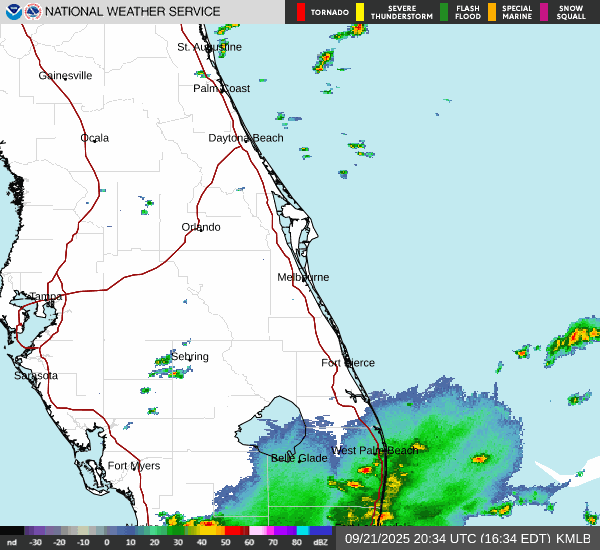 NATIONAL WEATHER SERVICE
TORNADO
SEVERE
THUNDERSTORM
FLASH
FLOOD
SPECIAL
MARINE
SNOW
SQUALL
St. Augustine
Gainesville
Palm Coast
Ocala
Daytona Beach
Orlando
Melbourne
Tampa
Sebring
Fort Pierce
Sarasota
West Palm Beach
Belle Glade
Fort Myers
nd -30 -20 -10 0 10 20 30 40 50 60 70 80 dBZ
09/21/2025 20:34 UTC (16:34 EDT) KMLB